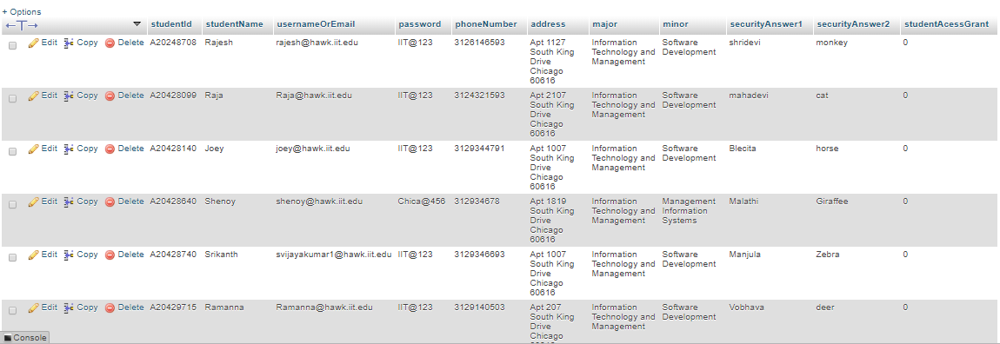 + Options
←T→ studentId studentName usernameOrEmail password phoneNumber address major minor securityAnswer1 securityAnswer2 studentAcessGrant
Edit Copy Delete A20248708 Rajesh rajesh@hawk.iit.edu IIT@123 3126146593 Apt 1127 Information Software shridevi monkey 0
South King Technology and Development
Drive Management
Chicago
60616
Edit Copy Delete A20428099 Raja Raja@hawk.iit.edu IIT@123 3124321593 Apt 2107 Information Software mahadevi cat 0
South King Technology and Development
Drive Management
Chicago
60616
Edit Copy Delete A20428140 Joey joey@hawk.iit.edu IIT@123 3129344791 Apt 1007 Information Software Blecita horse 0
South King Technology and Development
Drive Management
Chicago
60616
Edit Copy Delete A20428640 Shenoy shenoy@hawk.iit.edu Chica@456 312934678 Apt 1819 Information Management Malathi Giraffee 0
South King Technology and Information
Drive Management Systems
Chicago
60616
Edit Copy Delete A20428740 Srikanth svijayakumar1@hawk.iit.edu IIT@123 3129346693 Apt 1007 Information Software Manjula Zebra 0
South King Technology and Development
Drive Management
Chicago
60616
Edit Copy Delete A20429715 Ramanna Ramanna@hawk.iit.edu IIT@123 3129140503 Apt 207 Information Software Vobhava deer 0
South King Technology and Development
Drive Management
Chicago
Console